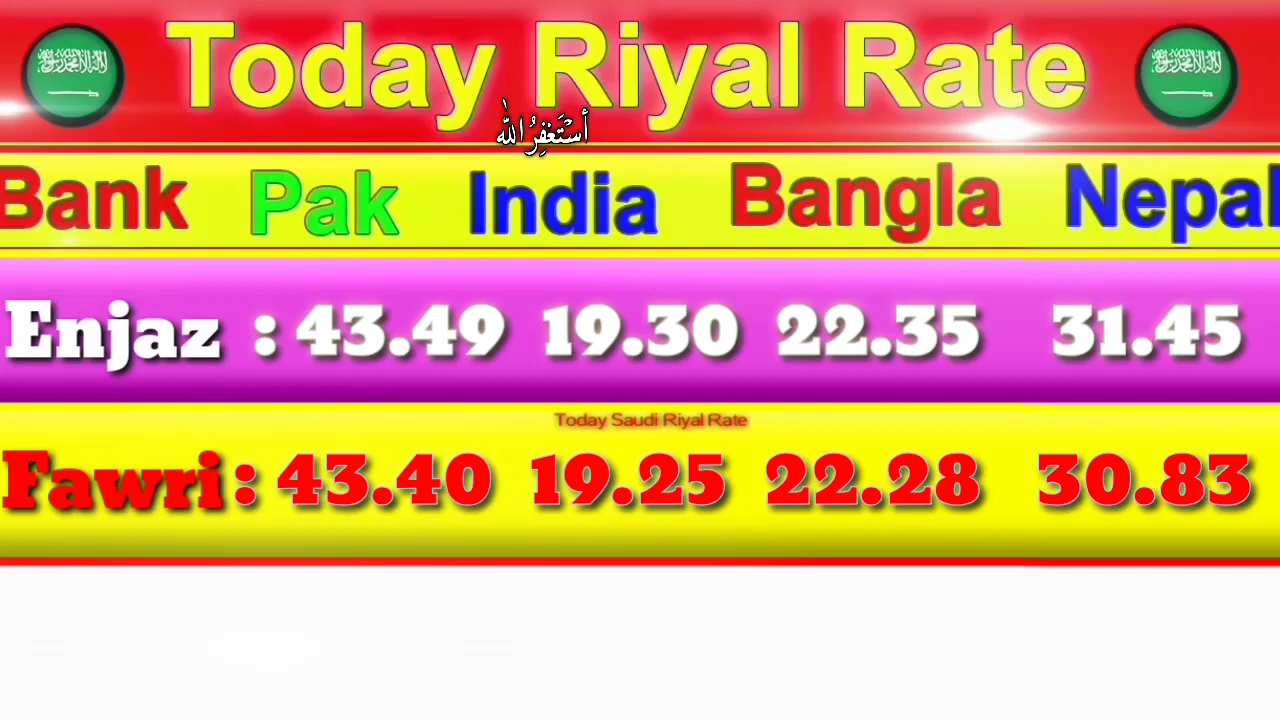 Today Riyal Rate
أَسْتَغْفِرُ اللّٰه
Bank Pak India Bangla Nepal
Enjaz : 43.49 19.30 22.35 31.45
Today Saudi Riyal Rate
Fawri : 43.40 19.25 22.28 30.83